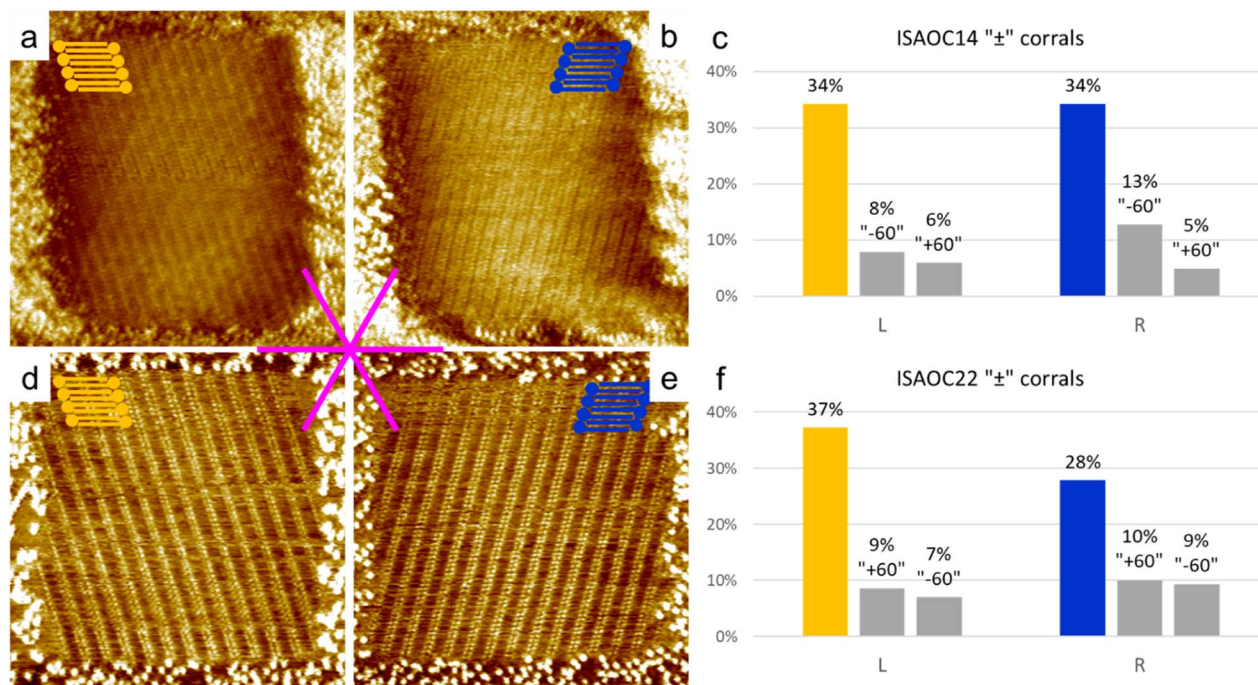 a
b
c
ISAOC14 "±" corrals
40%
30%
20%
10%
0%
34%
8%
"-60"
6%
"+60"
34%
13%
"-60"
5%
"+60"
L
R
d
e
f
ISAOC22 "±" corrals
40%
30%
20%
10%
0%
37%
9%
"+60"
7%
"-60"
28%
10%
"+60"
9%
"-60"
L
R